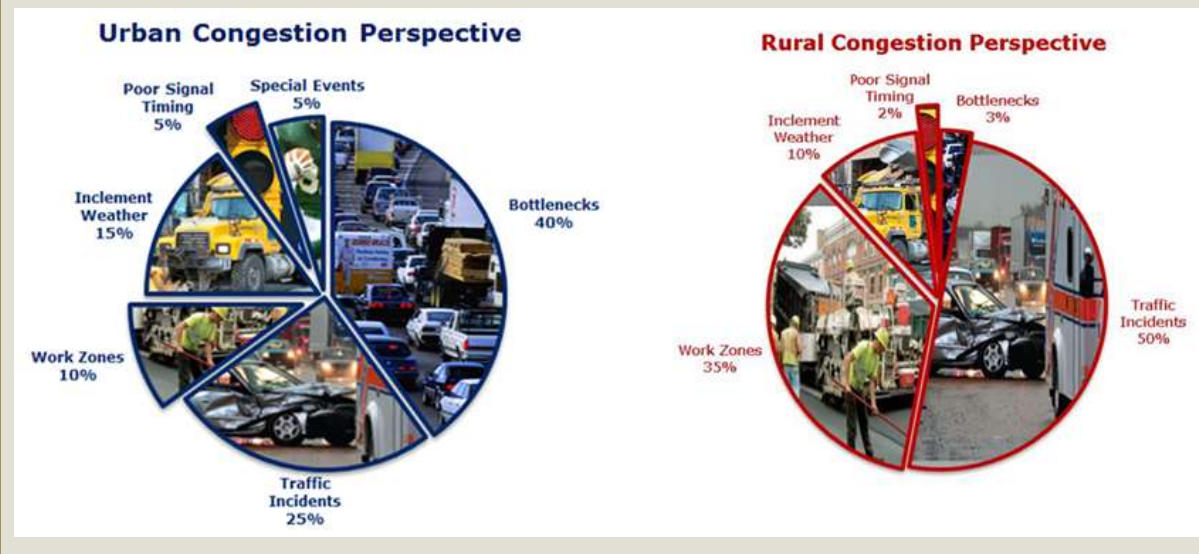 Urban Congestion Perspective
Poor Signal
Timing
5%
Special Events
5%
Inclement
Weather
15%
Bottlenecks
40%
Work Zones
10%
Traffic
Incidents
25%
Rural Congestion Perspective
Poor Signal
Timing
2%
Bottlenecks
3%
Inclement
Weather
10%
Traffic
Incidents
50%
Work Zones
35%